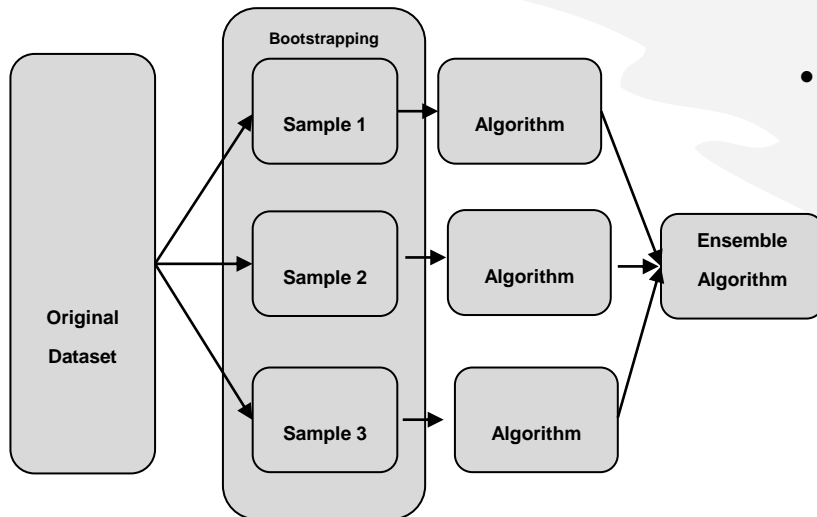 Bootstrapping
Sample 1
Algorithm
Sample 2
Algorithm
Ensemble
Algorithm
Original
Dataset
Sample 3
Algorithm